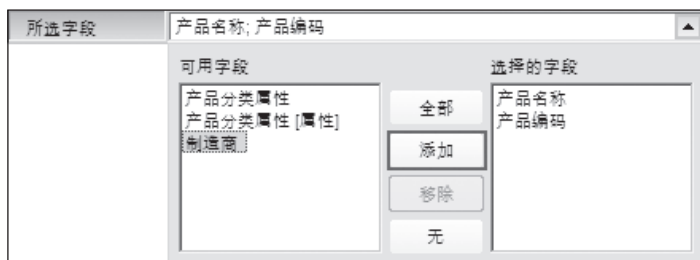 所选字段
产品名称; 产品编码
可用字段
选择的字段
产品分类属性
产品分类属性 [属性]
制造商
全部
添加
移除
无
产品名称
产品编码